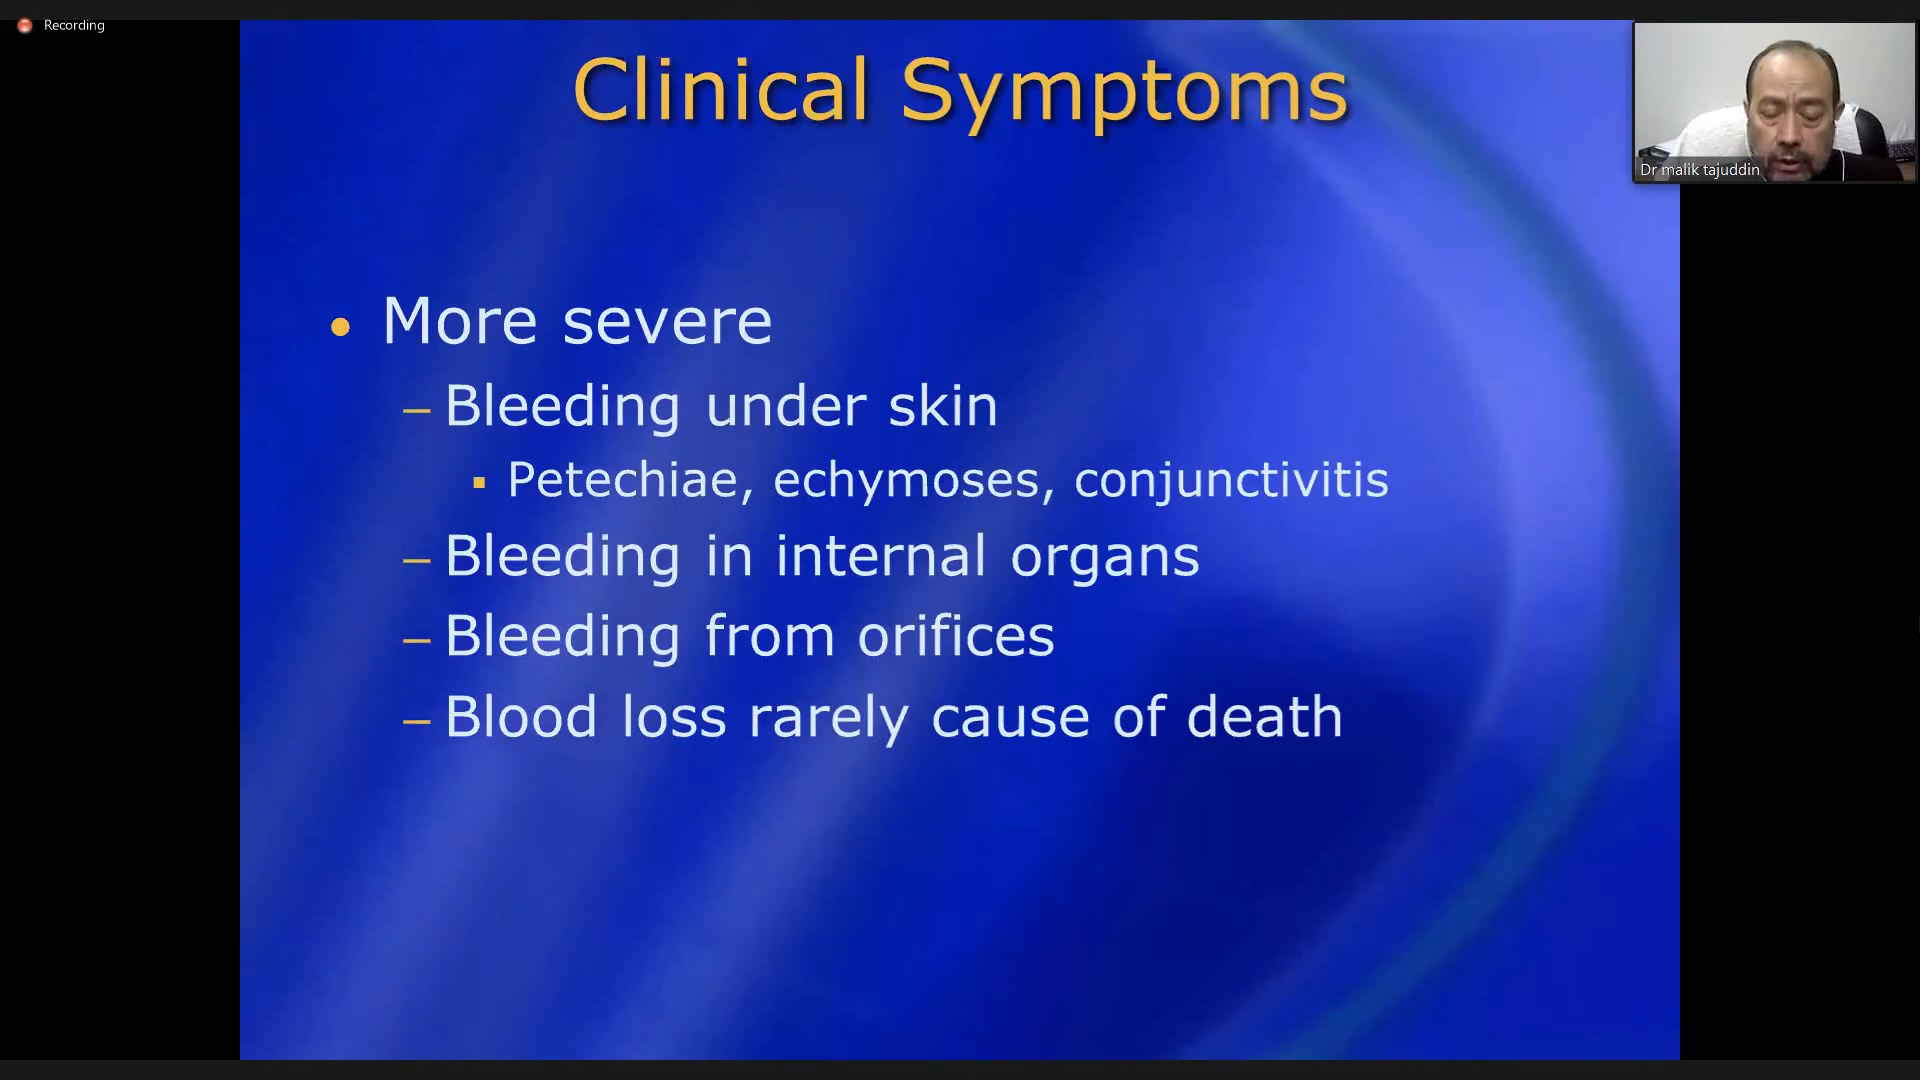 Recording
Clinical Symptoms
Dr malik tajuddin
• More severe
– Bleeding under skin
▪ Petechiae, echymoses, conjunctivitis
– Bleeding in internal organs
– Bleeding from orifices
– Blood loss rarely cause of death